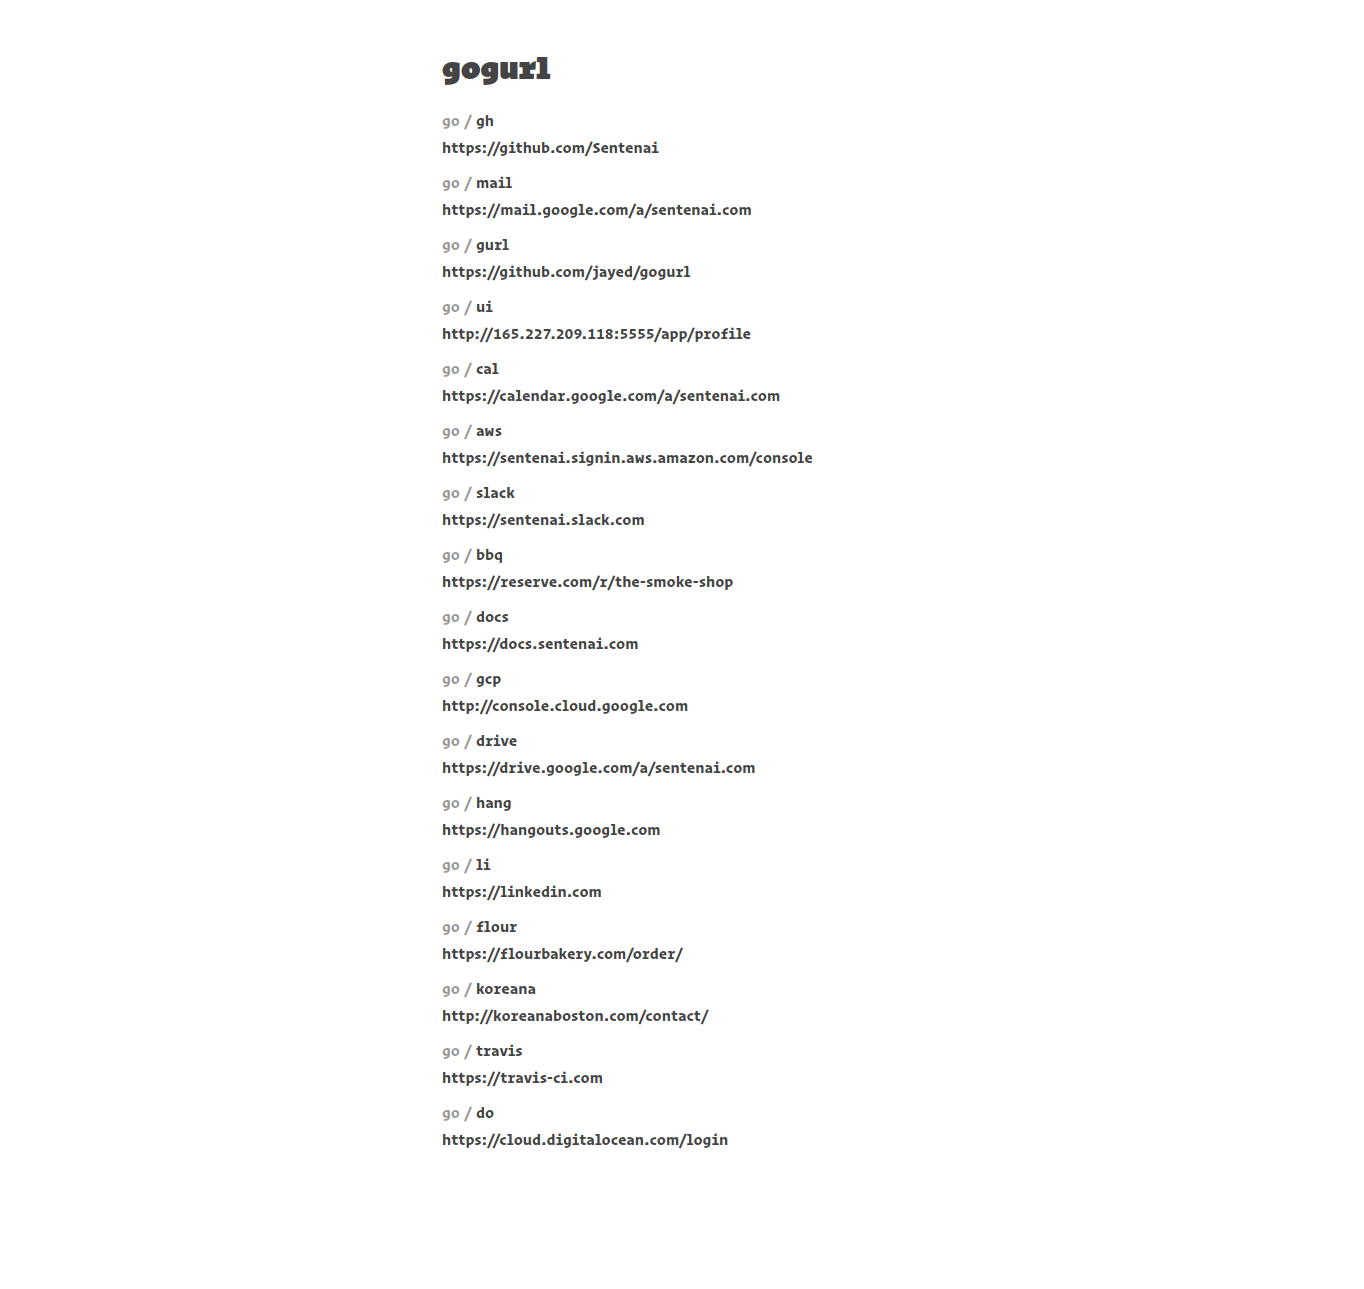 gogurl
go / gh
https://github.com/Sentenai
go / mail
https://mail.google.com/a/sentenai.com
go / gurl
https://github.com/jayed/gogurl
go / ui
http://165.227.209.118:5555/app/profile
go / cal
https://calendar.google.com/a/sentenai.com
go / aws
https://sentenai.signin.aws.amazon.com/console
go / slack
https://sentenai.slack.com
go / bbq
https://reserve.com/r/the-smoke-shop
go / docs
https://docs.sentenai.com
go / gcp
http://console.cloud.google.com
go / drive
https://drive.google.com/a/sentenai.com
go / hang
https://hangouts.google.com
go / li
https://linkedin.com
go / flour
https://flourbakery.com/order/
go / koreana
http://koreanaboston.com/contact/
go / travis
https://travis-ci.com
go / do
https://cloud.digitalocean.com/login